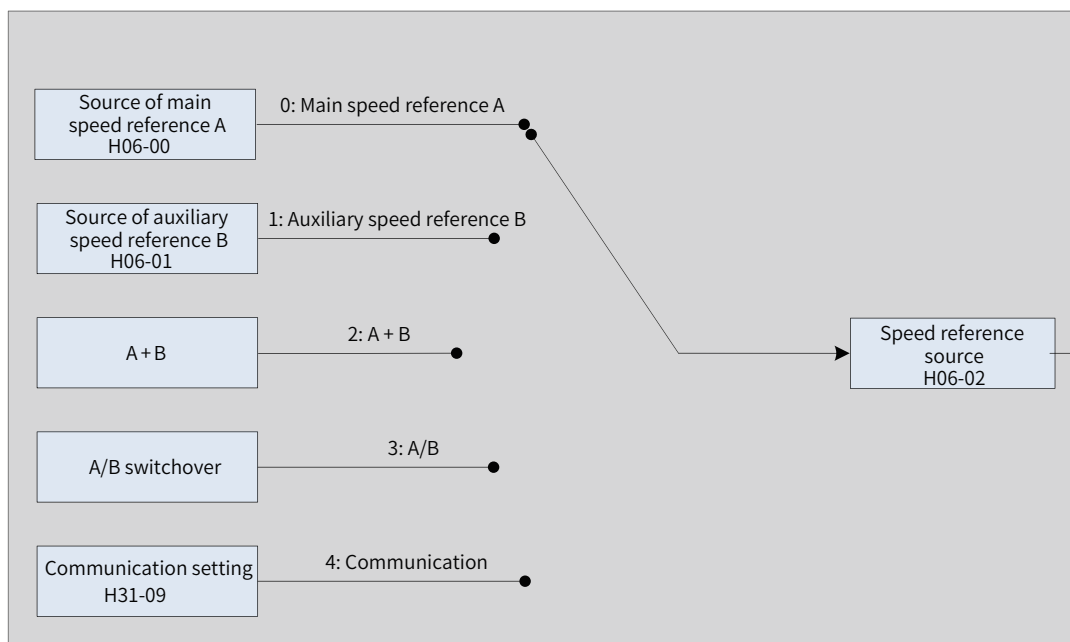 Source of main
speed reference A
H06-00
0: Main speed reference A
Source of auxiliary
speed reference B
H06-01
1: Auxiliary speed reference B
A + B
2: A + B
Speed reference
source
H06-02
A/B switchover
3: A/B
Communication setting
H31-09
4: Communication